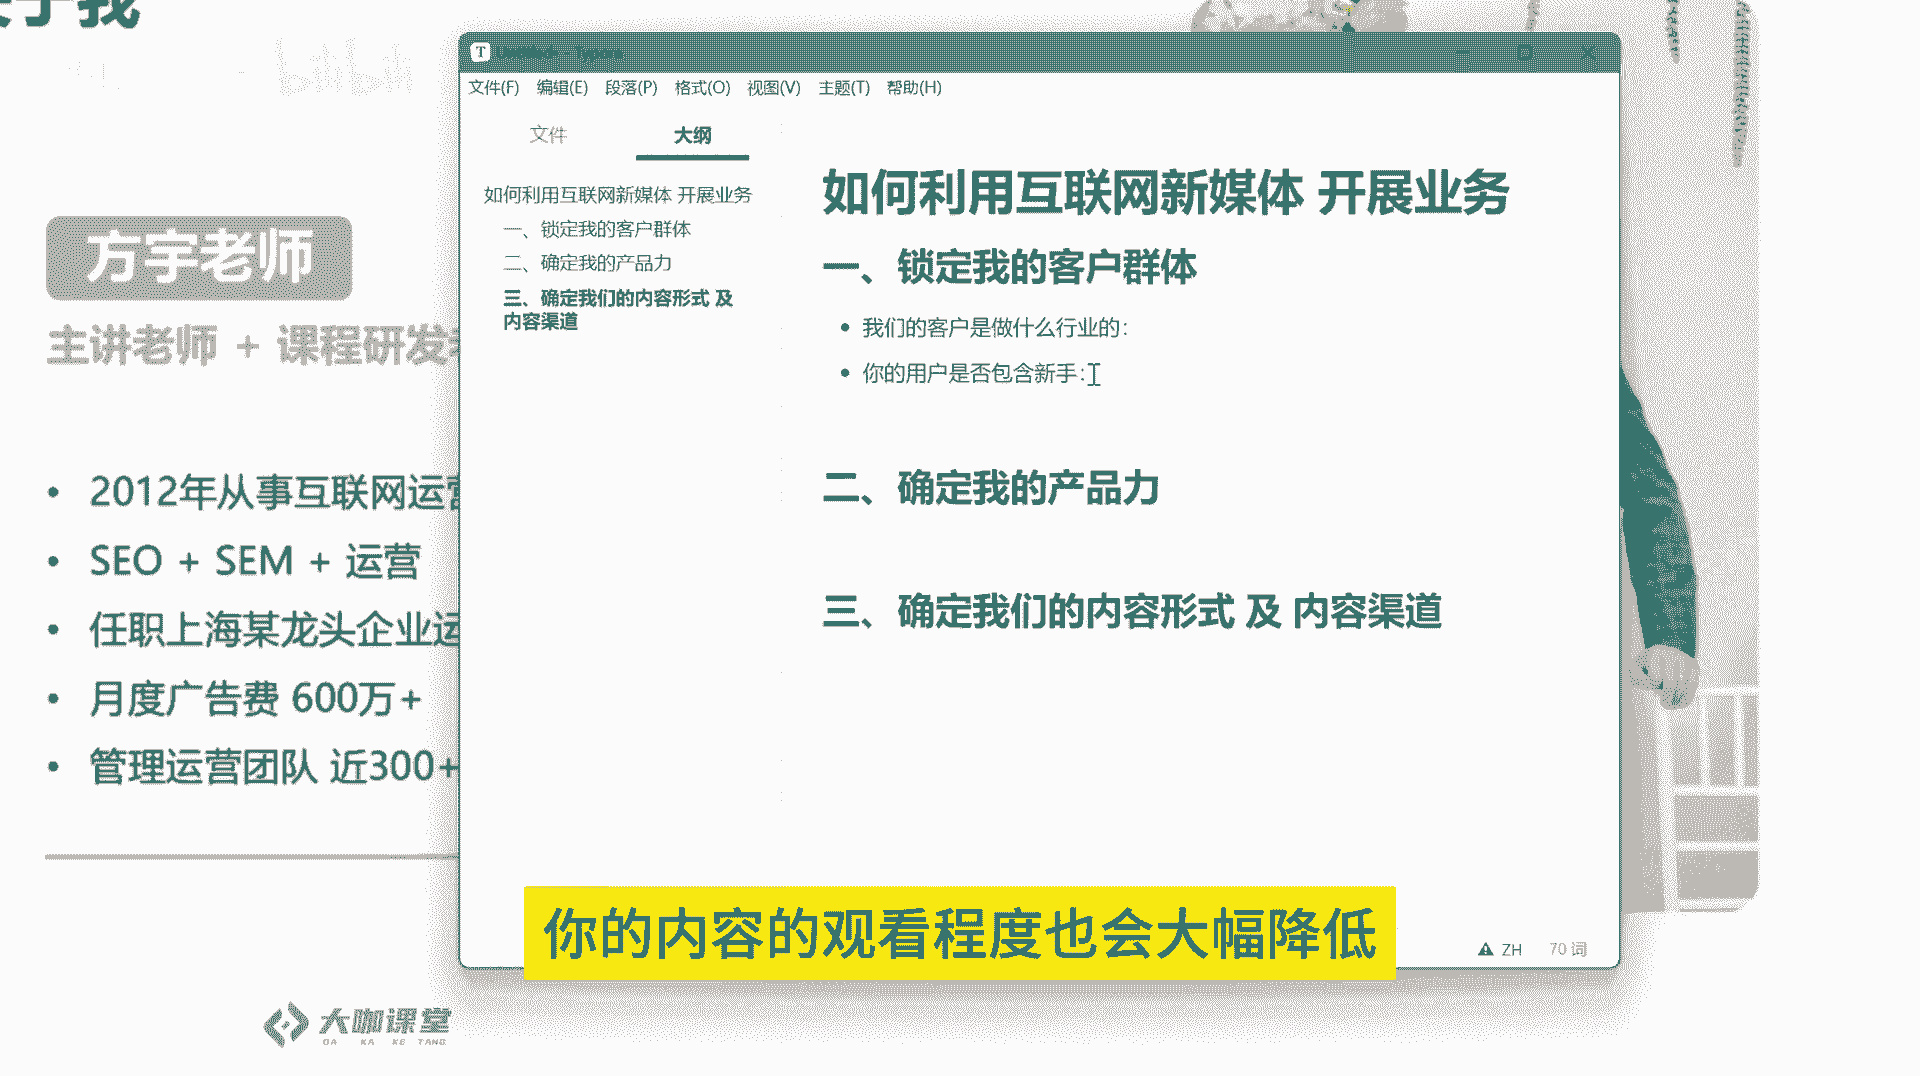 bilibili
方宇老师
主讲老师 + 课程研发
2012年从事互联网运营
SEO + SEM + 运营
任职上海某龙头企业运
月度广告费 600万+
管理运营团队 近300+
大咖课堂
DA KA KE TANG
文件(F) 编辑(E) 段落(P) 格式(O) 视图(V) 主题(T) 帮助(H)
文件 大纲
如何利用互联网新媒体 开展业务
一、锁定我的客户群体
二、确定我的产品力
三、确定我们的内容形式 及
内容渠道
如何利用互联网新媒体 开展业务
一、锁定我的客户群体
我们的客户是做什么行业的：
你的用户是否包含新手：
二、确定我的产品力
三、确定我们的内容形式 及 内容渠道
ZH 70 词
你的内容的观看程度也会大幅降低